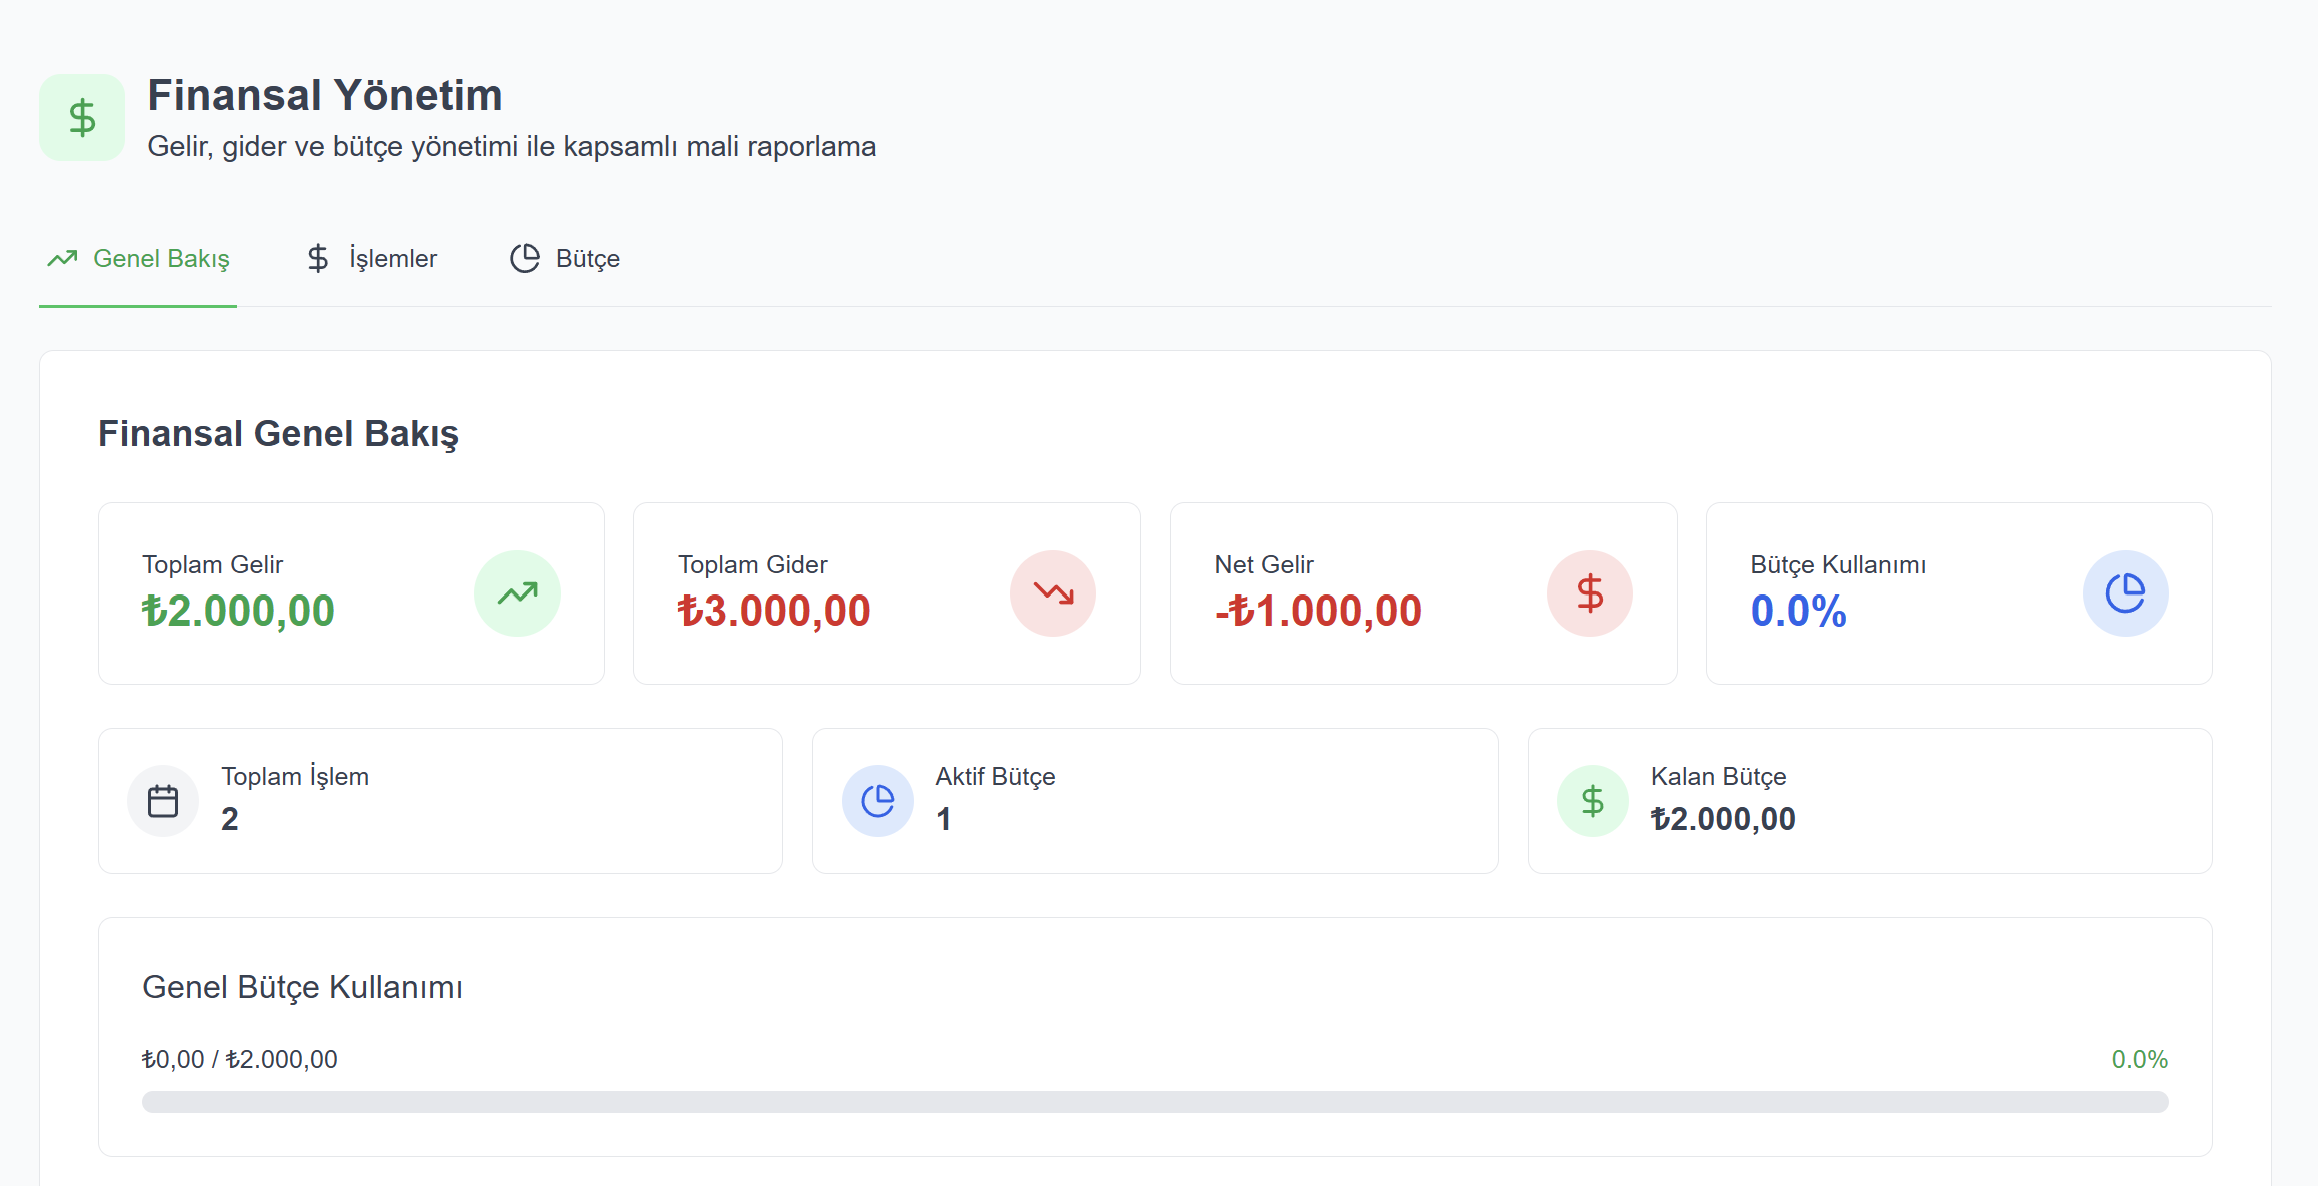 Finansal Yönetim
Gelir, gider ve bütçe yönetimi ile kapsamlı mali raporlama
Genel Bakış
İşlemler
Bütçe
Finansal Genel Bakış
Toplam Gelir
₺2.000,00
Toplam Gider
₺3.000,00
Net Gelir
-₺1.000,00
Bütçe Kullanımı
0.0%
Toplam İşlem
2
Aktif Bütçe
1
Kalan Bütçe
₺2.000,00
Genel Bütçe Kullanımı
₺0,00 / ₺2.000,00
0.0%